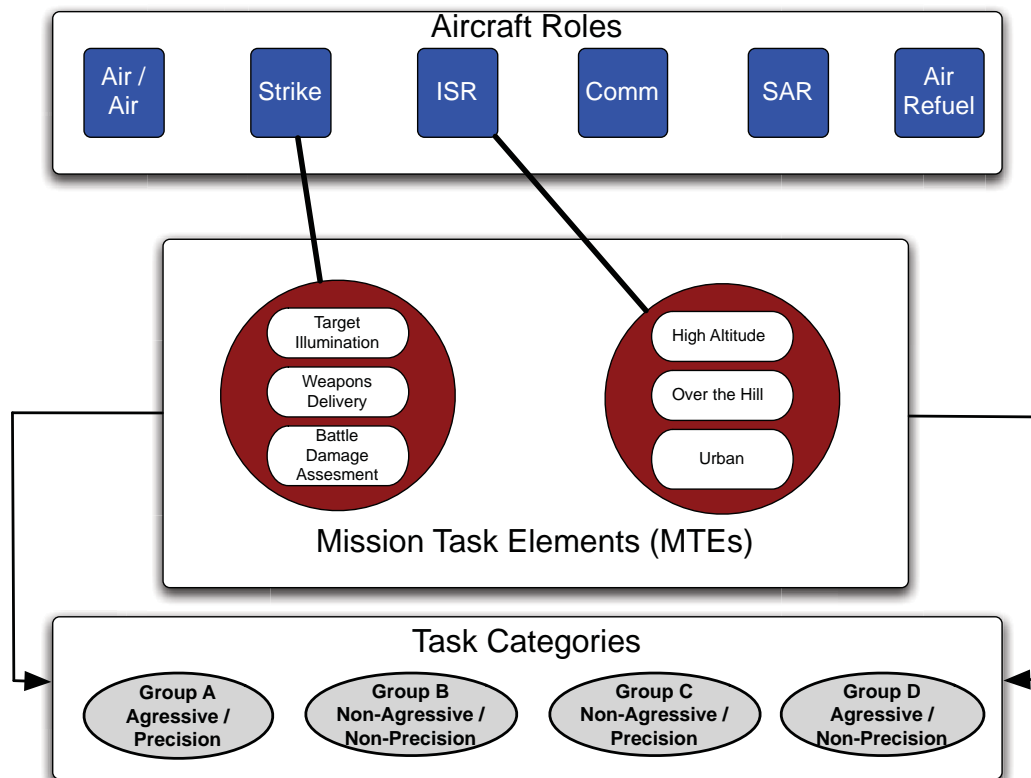 Aircraft Roles
Air /
Air
Strike
ISR
Comm
SAR
Air
Refuel
Target
Illumination
Weapons
Delivery
Battle
Damage
Assesment
High Altitude
Over the Hill
Urban
Mission Task Elements (MTEs)
Task Categories
Group A
Agressive /
Precision
Group B
Non-Agressive /
Non-Precision
Group C
Non-Agressive /
Precision
Group D
Agressive /
Non-Precision